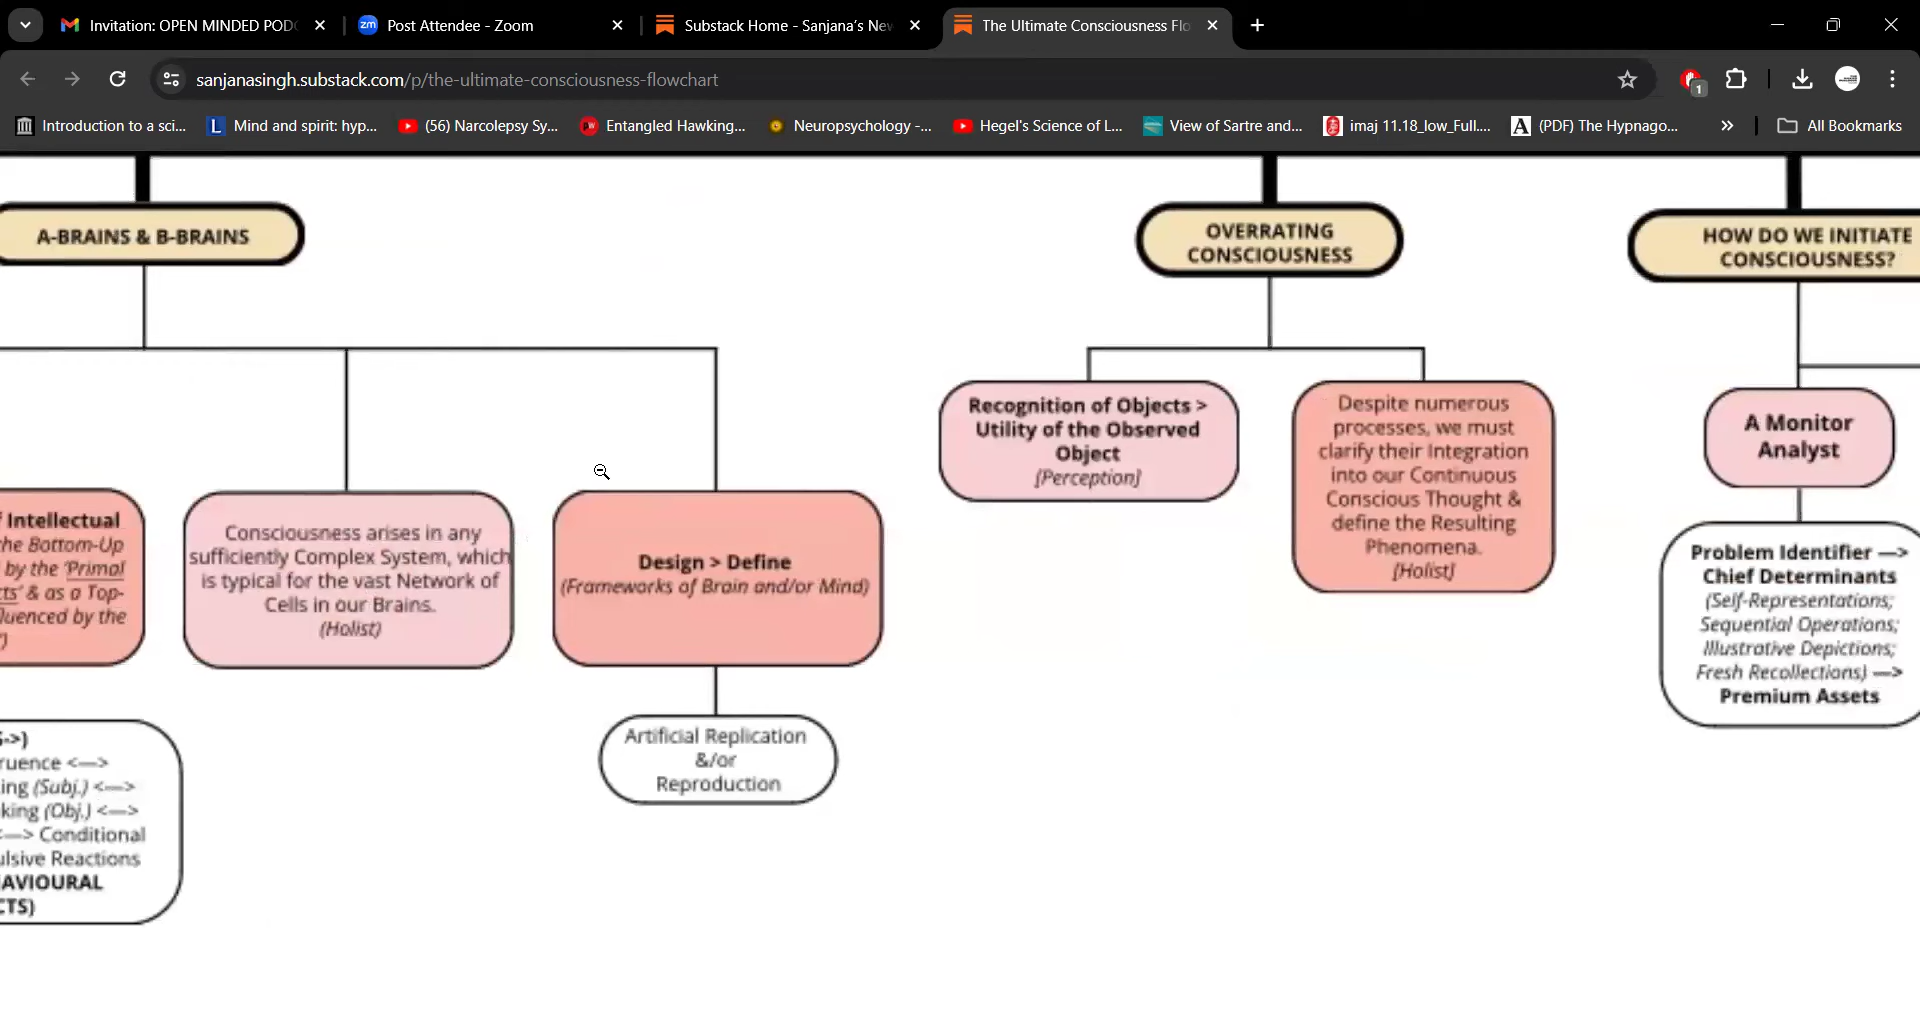 Invitation: OPEN MINDED POD
Post Attendee - Zoom
Substack Home - Sanjana's Nev
The Ultimate Consciousness Flo
sanjanasingh.substack.com/p/the-ultimate-consciousness-flowchart
1
Introduction to a sci...
Mind and spirit: hyp...
(56) Narcolepsy Sy...
Entangled Hawking...
Neuropsychology -...
Hegel's Science of L...
View of Sartre and...
imaj 11.18_low_Full....
(PDF) The Hypnago...
»
All Bookmarks
A-BRAINS & B-BRAINS
OVERRATING
CONSCIOUSNESS
HOW DO WE INITIATE
CONSCIOUSNESS?
Intellectual
the Bottom-Up
by the 'Primal
cts' & as a Top-
luenced by the
')
Consciousness arises in any
sufficiently Complex System, which
is typical for the vast Network of
Cells in our Brains.
(Holist)
Design > Define
(Frameworks of Brain and/or Mind)
Artificial Replication
&/or
Reproduction
Recognition of Objects >
Utility of the Observed
Object
[Perception]
Despite numerous
processes, we must
clarify their Integration
into our Continuous
Conscious Thought &
define the Resulting
Phenomena.
[Holist]
A Monitor
Analyst
Problem Identifier —>
Chief Determinants
(Self-Representations;
Sequential Operations;
Illustrative Depictions;
Fresh Recollections) —>
Premium Assets
->)
ruence <—>
ing (Subj.) <—>
king (Obj.) <—>
<—> Conditional
ulsive Reactions
HAVIOURAL
CTS)